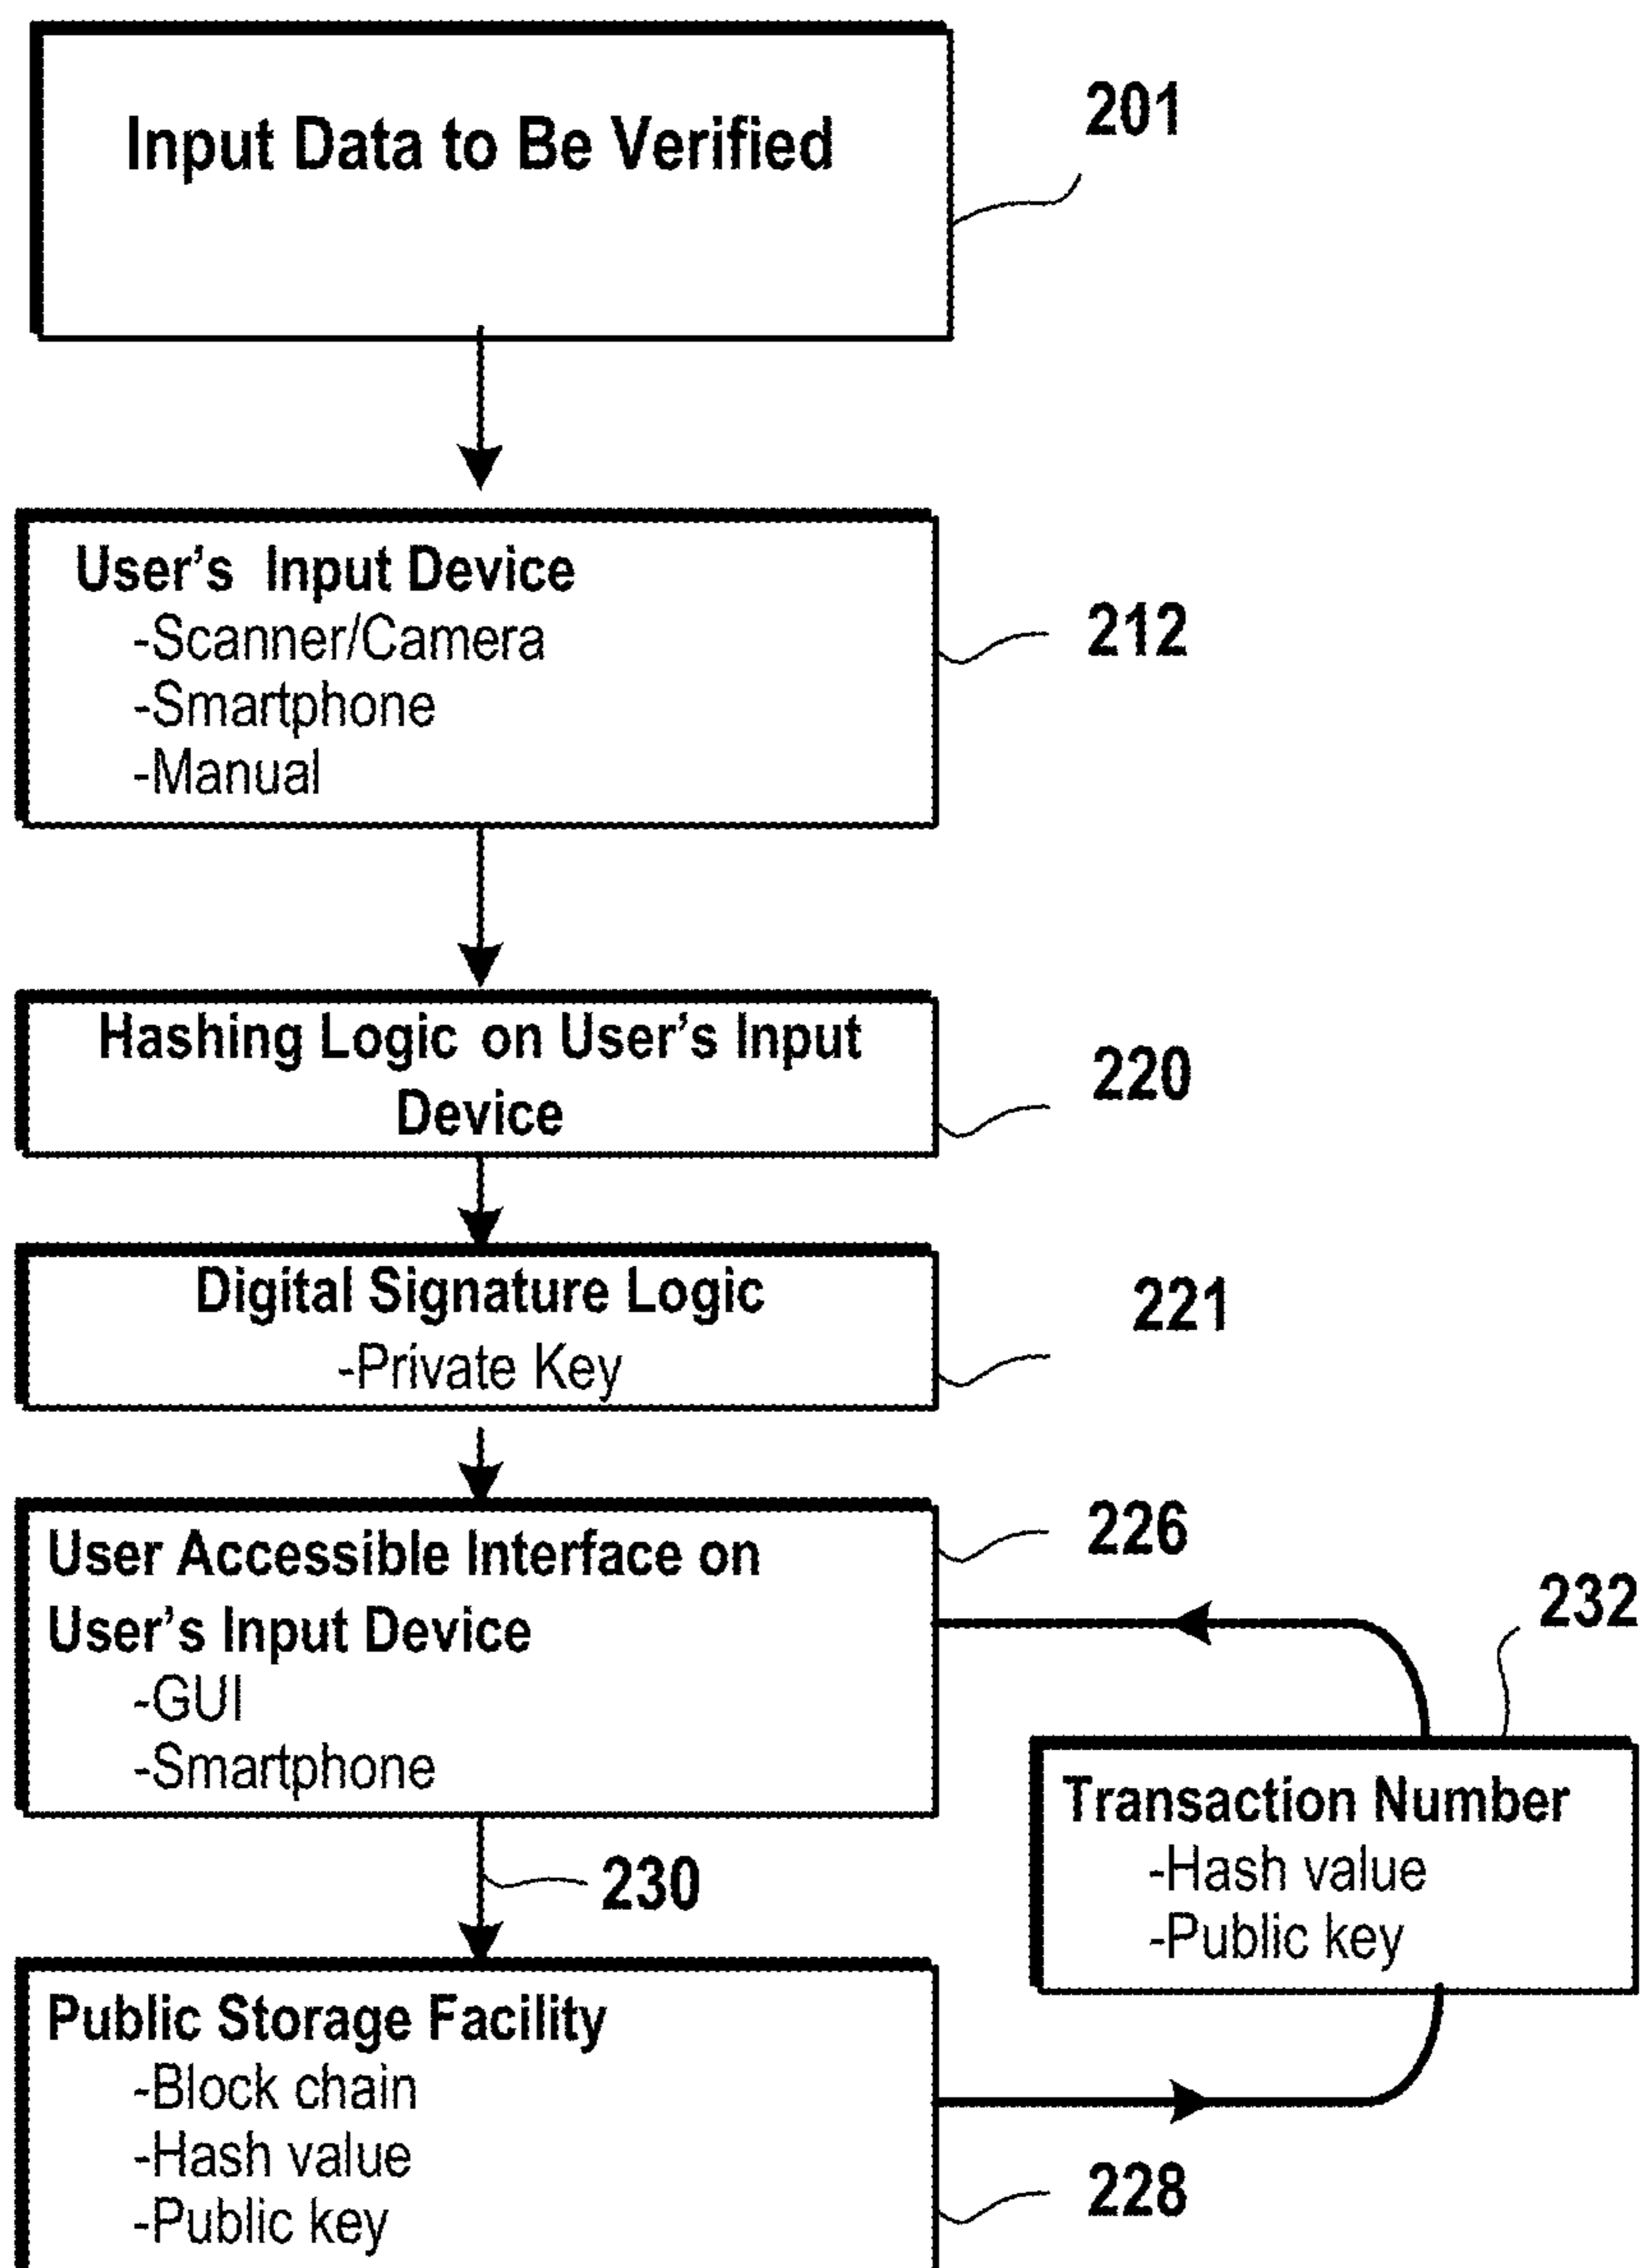 Input Data to Be Verified
201
User's Input Device
-Scanner/Camera
-Smartphone
-Manual
212
Hashing Logic on User's Input
Device
220
Digital Signature Logic
-Private Key
221
User Accessible Interface on
User's Input Device
-GUI
-Smartphone
226
232
Transaction Number
-Hash value
-Public key
230
Public Storage Facility
-Block chain
-Hash value
-Public key
228